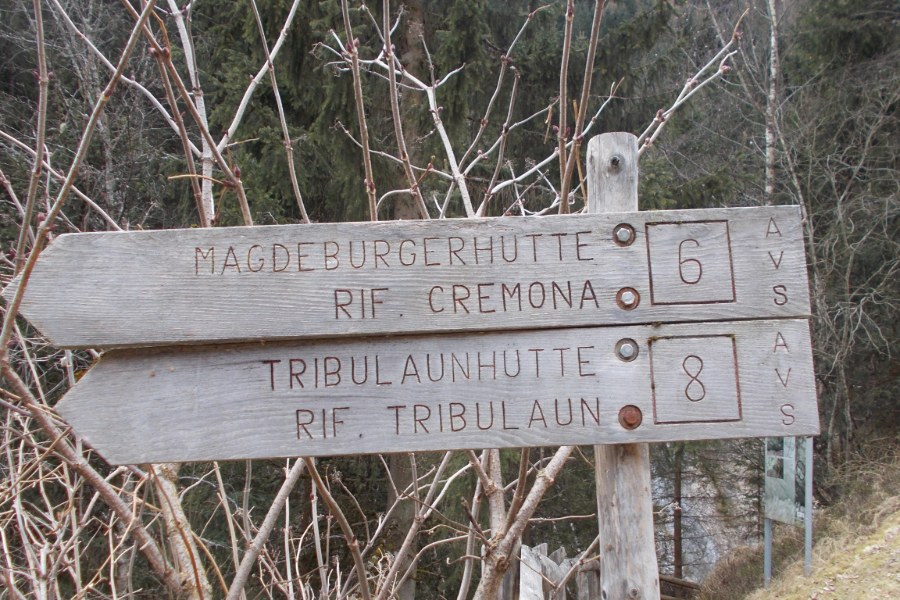 MAGDEBURGERHUTTE 6 AVS
RIF. CREMONA
TRIBULAUNHUTTE 8 AVS
RIF. TRIBULAUN